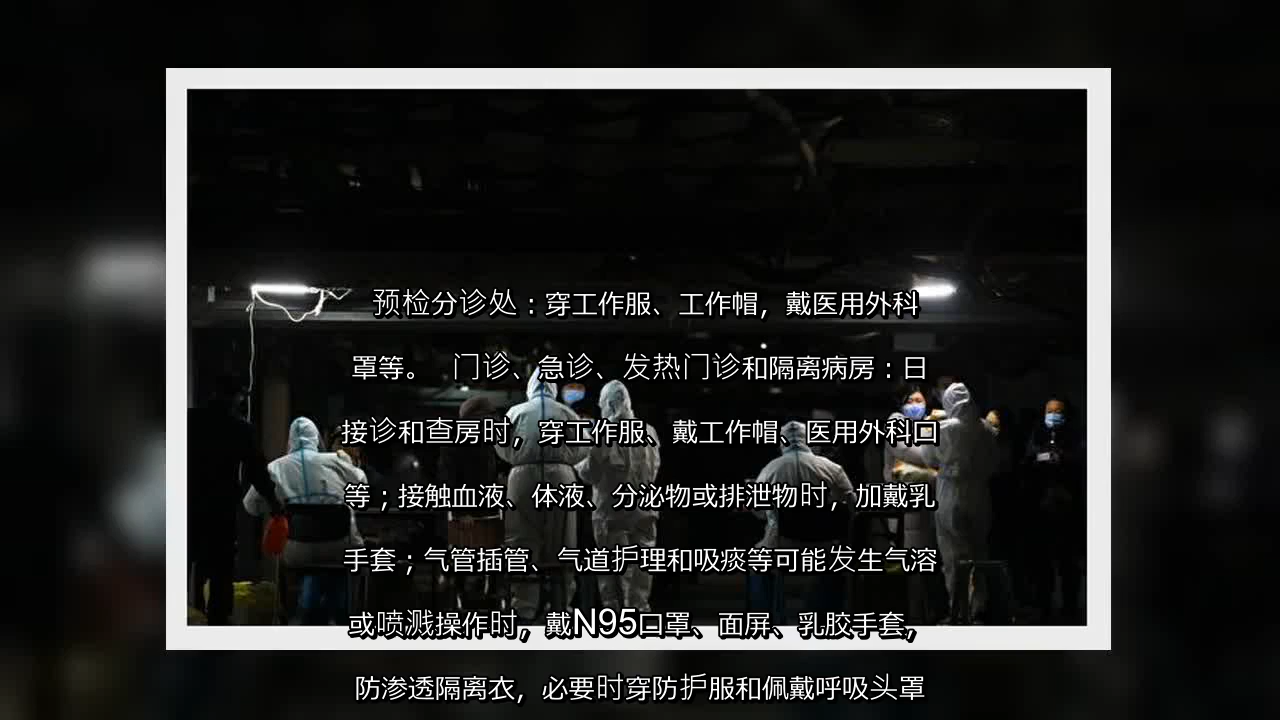 预检分诊处：穿工作服、工作帽，戴医用外科
罩等。 门诊、急诊、发热门诊和隔离病房：日
接诊和查房时，穿工作服、戴工作帽、医用外科口
等；接触血液、体液、分泌物或排泄物时，加戴乳
手套；气管插管、气道护理和吸痰等可能发生气溶
或喷溅操作时，戴N95口罩、面屏、乳胶手套，
防渗透隔离衣，必要时穿防护服和佩戴呼吸头罩